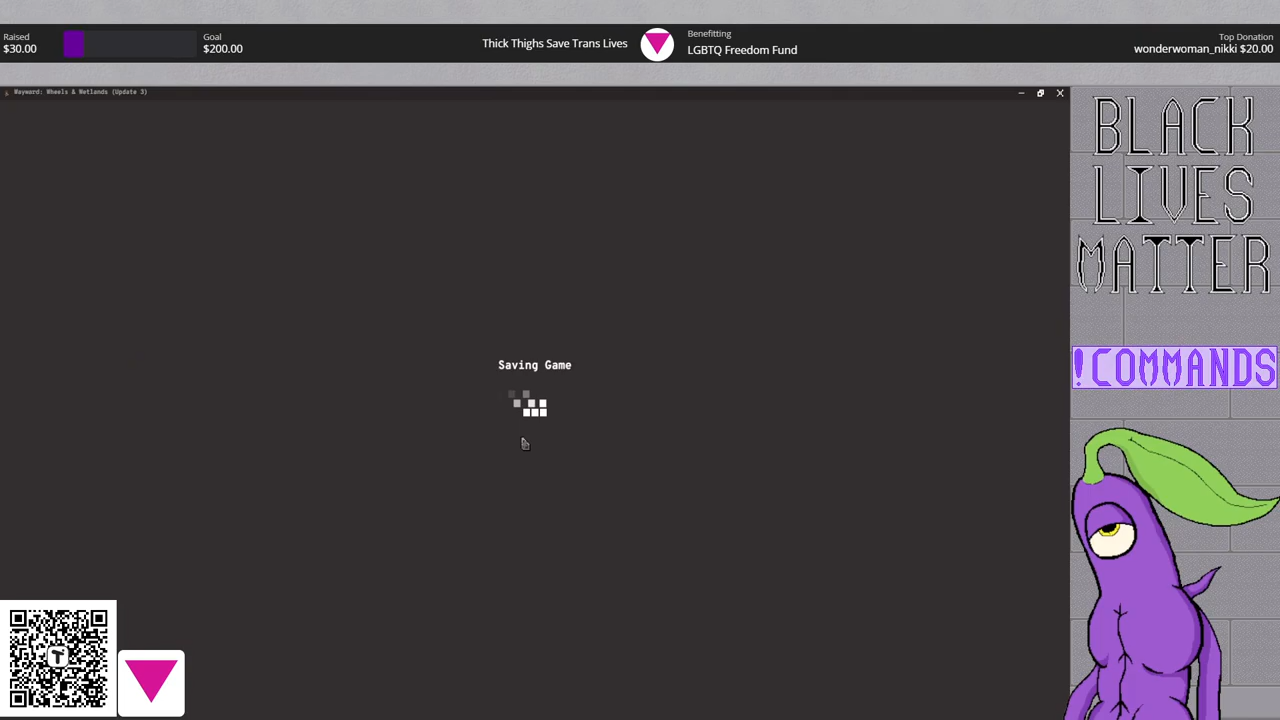 Raised
$30.00
Goal
$200.00
Thick Thighs Save Trans Lives
Benefitting
LGBTQ Freedom Fund
Top Donation
wonderwoman_nikki $20.00
Wayward: Wheels & Wetlands (Update 3)
BLACK
LIVES
MATTER
Saving Game
!COMMANDS
T